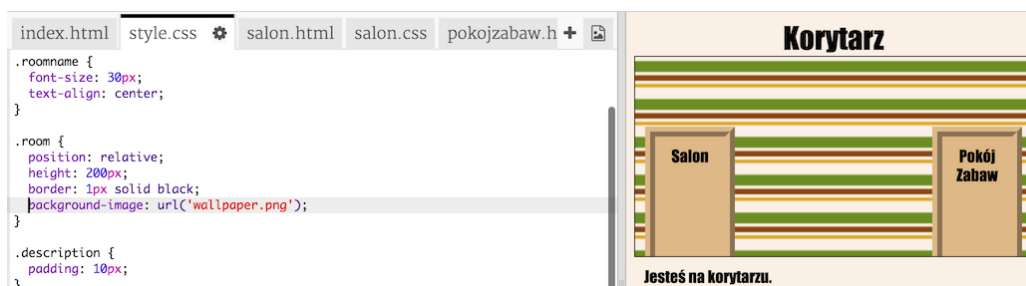 index.html style.css salon.html salon.css pokojzabaw.h
.roomname {
font-size: 30px;
text-align: center;
}
.room {
position: relative;
height: 200px;
border: 1px solid black;
background-image: url('wallpaper.png');
}
.description {
padding: 10px;
}
Korytarz
Salon
Pokój
Zabaw
Jesteś na korytarzu.